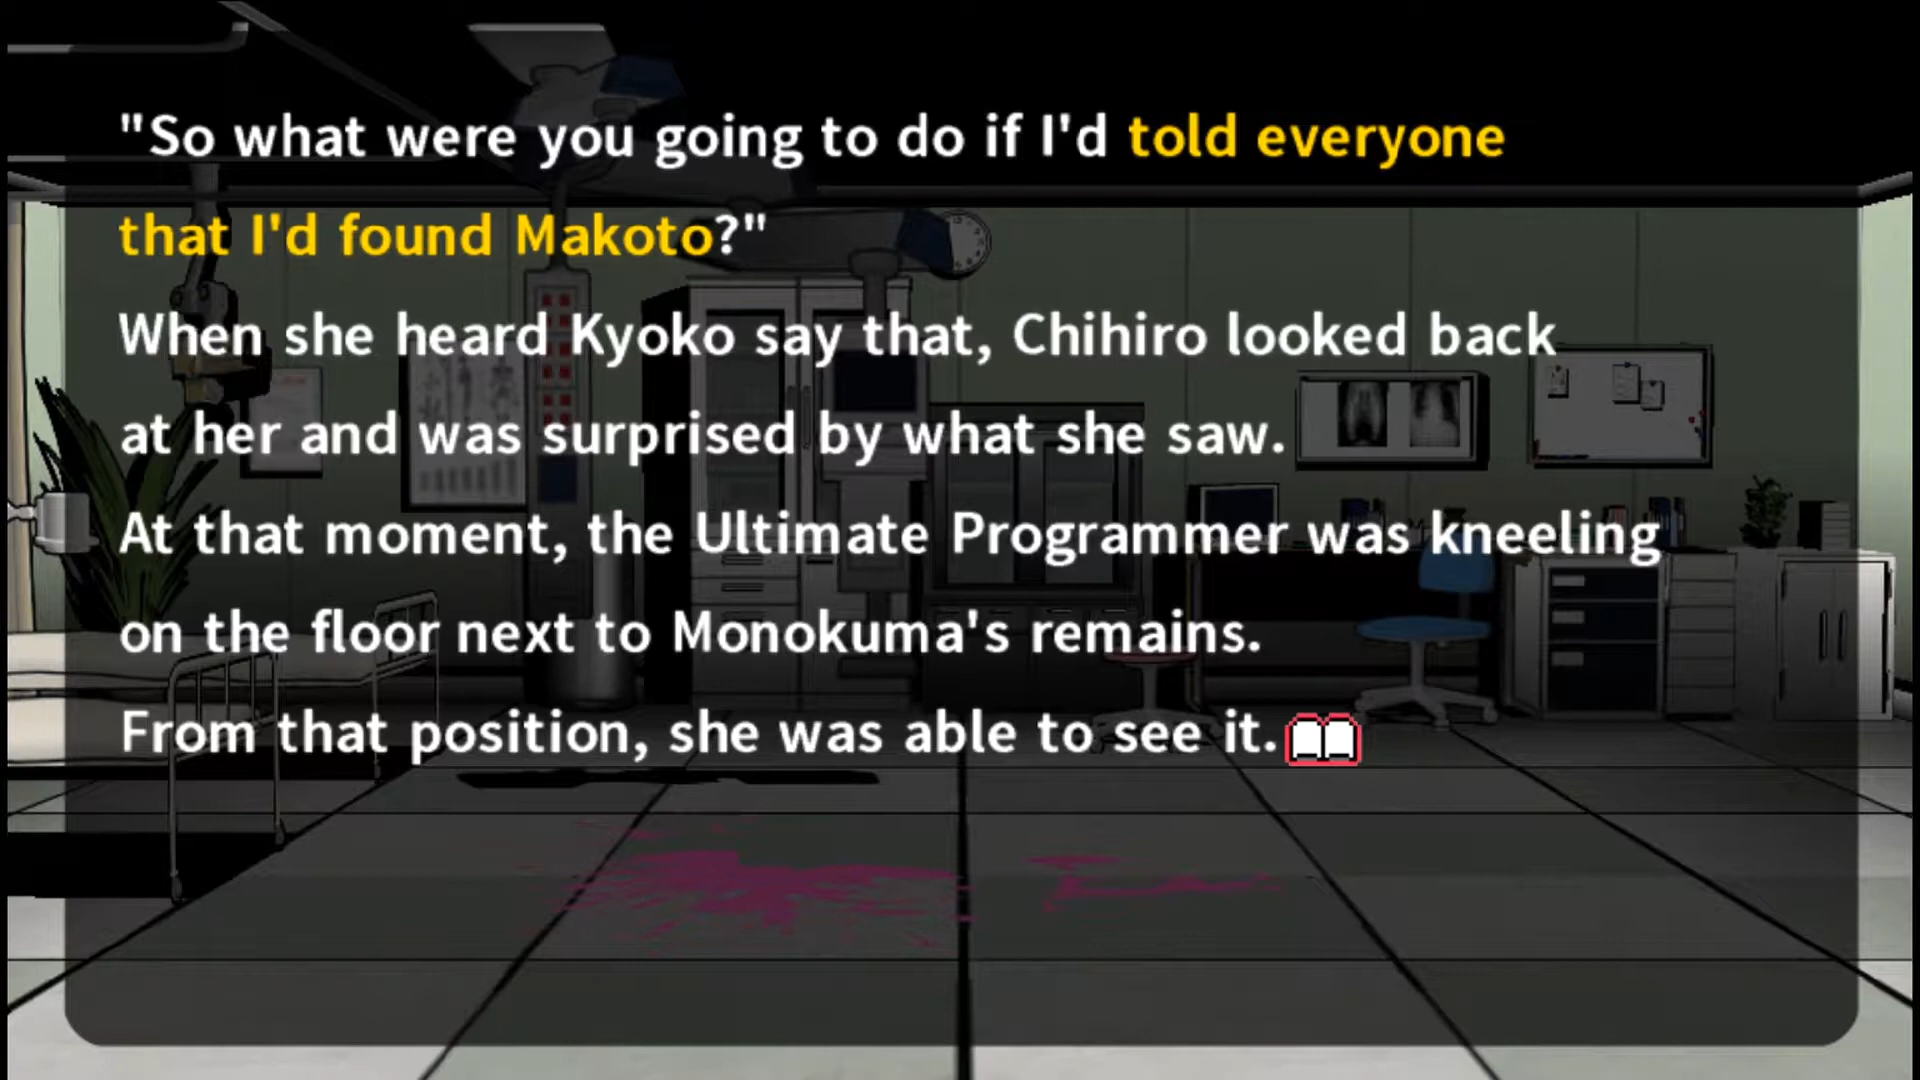 "So what were you going to do if I'd told everyone
that I'd found Makoto?"
When she heard Kyoko say that, Chihiro looked back
at her and was surprised by what she saw.
At that moment, the Ultimate Programmer was kneeling
on the floor next to Monokuma's remains.
From that position, she was able to see it.